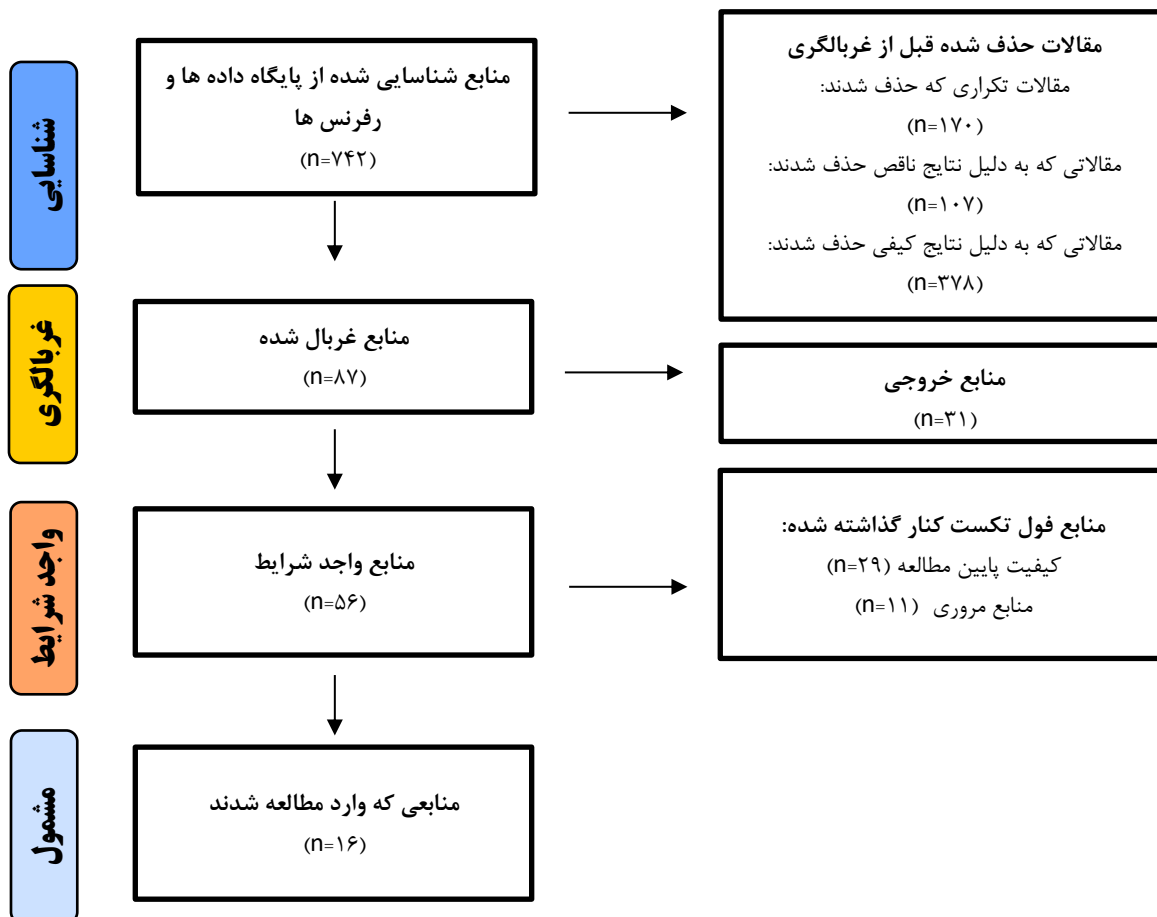 شناسایی
منابع شناسایی شده از پایگاه داده ها و
رفرنس ها
(n=۷۴۲)
مقالات حذف شده قبل از غربالگری
مقالات تکراری که حذف شدند:
(n=۱۷۰)
مقالاتی که به دلیل نتایج ناقص حذف شدند:
(n=۱۰۷)
مقالاتی که به دلیل نتایج کیفی حذف شدند:
(n=۳۷۸)
غربالگری
منابع غربال شده
(n=۸۷)
منابع خروجی
(n=۳۱)
واجد شرایط
منابع واجد شرایط
(n=۵۶)
منابع فول تکست کنار گذاشته شده:
کیفیت پایین مطالعه (n=۲۹)
منابع مروری (n=۱۱)
مشمول
منابعی که وارد مطالعه شدند
(n=۱۶)